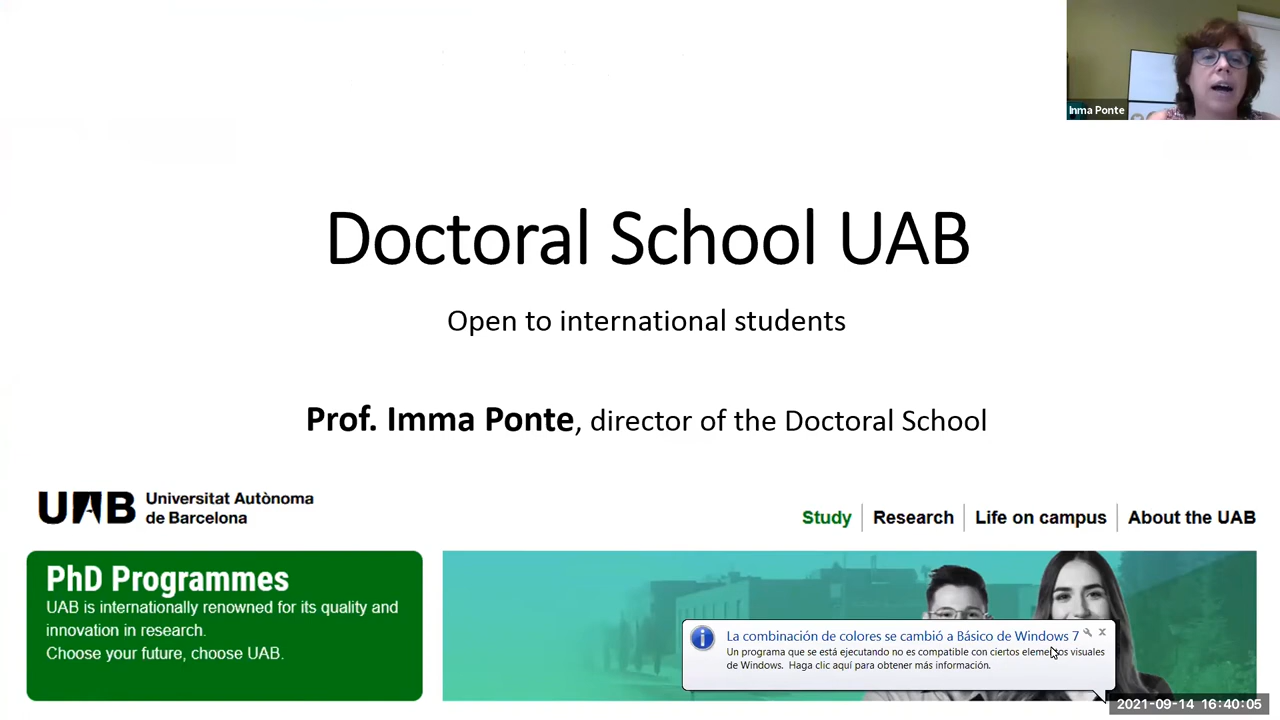 Inma Ponte
Doctoral School UAB
Open to international students
Prof. Imma Ponte, director of the Doctoral School
UAB
Universitat Autònoma
de Barcelona
Study
Research
Life on campus
About the UAB
PhD Programmes
UAB is internationally renowned for its quality and
innovation in research.
Choose your future, choose UAB.
La combinación de colores se cambió a Básico de Windows 7
Un programa que se está ejecutando no es compatible con ciertos elementos visuales
de Windows. Haga clic aquí para obtener más información.
2021-09-14 16:40:05